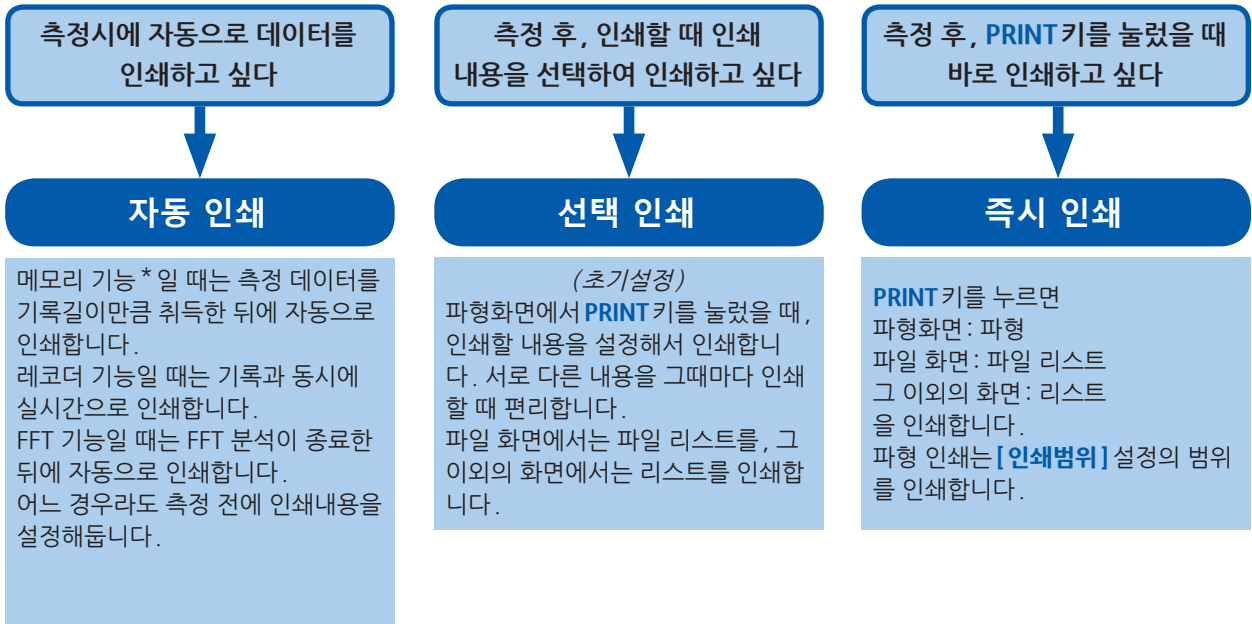 측정시에 자동으로 데이터를
인쇄하고 싶다
자동 인쇄
메모리 기능*일 때는 측정 데이터를
기록길이만큼 취득한 뒤에 자동으로
인쇄합니다.
레코더 기능일 때는 기록과 동시에
실시간으로 인쇄합니다.
FFT 기능일 때는 FFT 분석이 종료한
뒤에 자동으로 인쇄합니다.
어느 경우라도 측정 전에 인쇄내용을
설정해둡니다.
측정 후, 인쇄할 때 인쇄
내용을 선택하여 인쇄하고 싶다
선택 인쇄
(초기설정)
파형화면에서 PRINT 키를 눌렀을 때,
인쇄할 내용을 설정해서 인쇄합니
다. 서로 다른 내용을 그때마다 인쇄
할 때 편리합니다.
파일 화면에서는 파일 리스트를, 그
이외의 화면에서는 리스트를 인쇄합
니다.
측정 후, PRINT 키를 눌렀을 때
바로 인쇄하고 싶다
즉시 인쇄
PRINT 키를 누르면
파형화면: 파형
파일 화면: 파일 리스트
그 이외의 화면: 리스트
을 인쇄합니다.
파형 인쇄는 [인쇄범위] 설정의 범위
를 인쇄합니다.